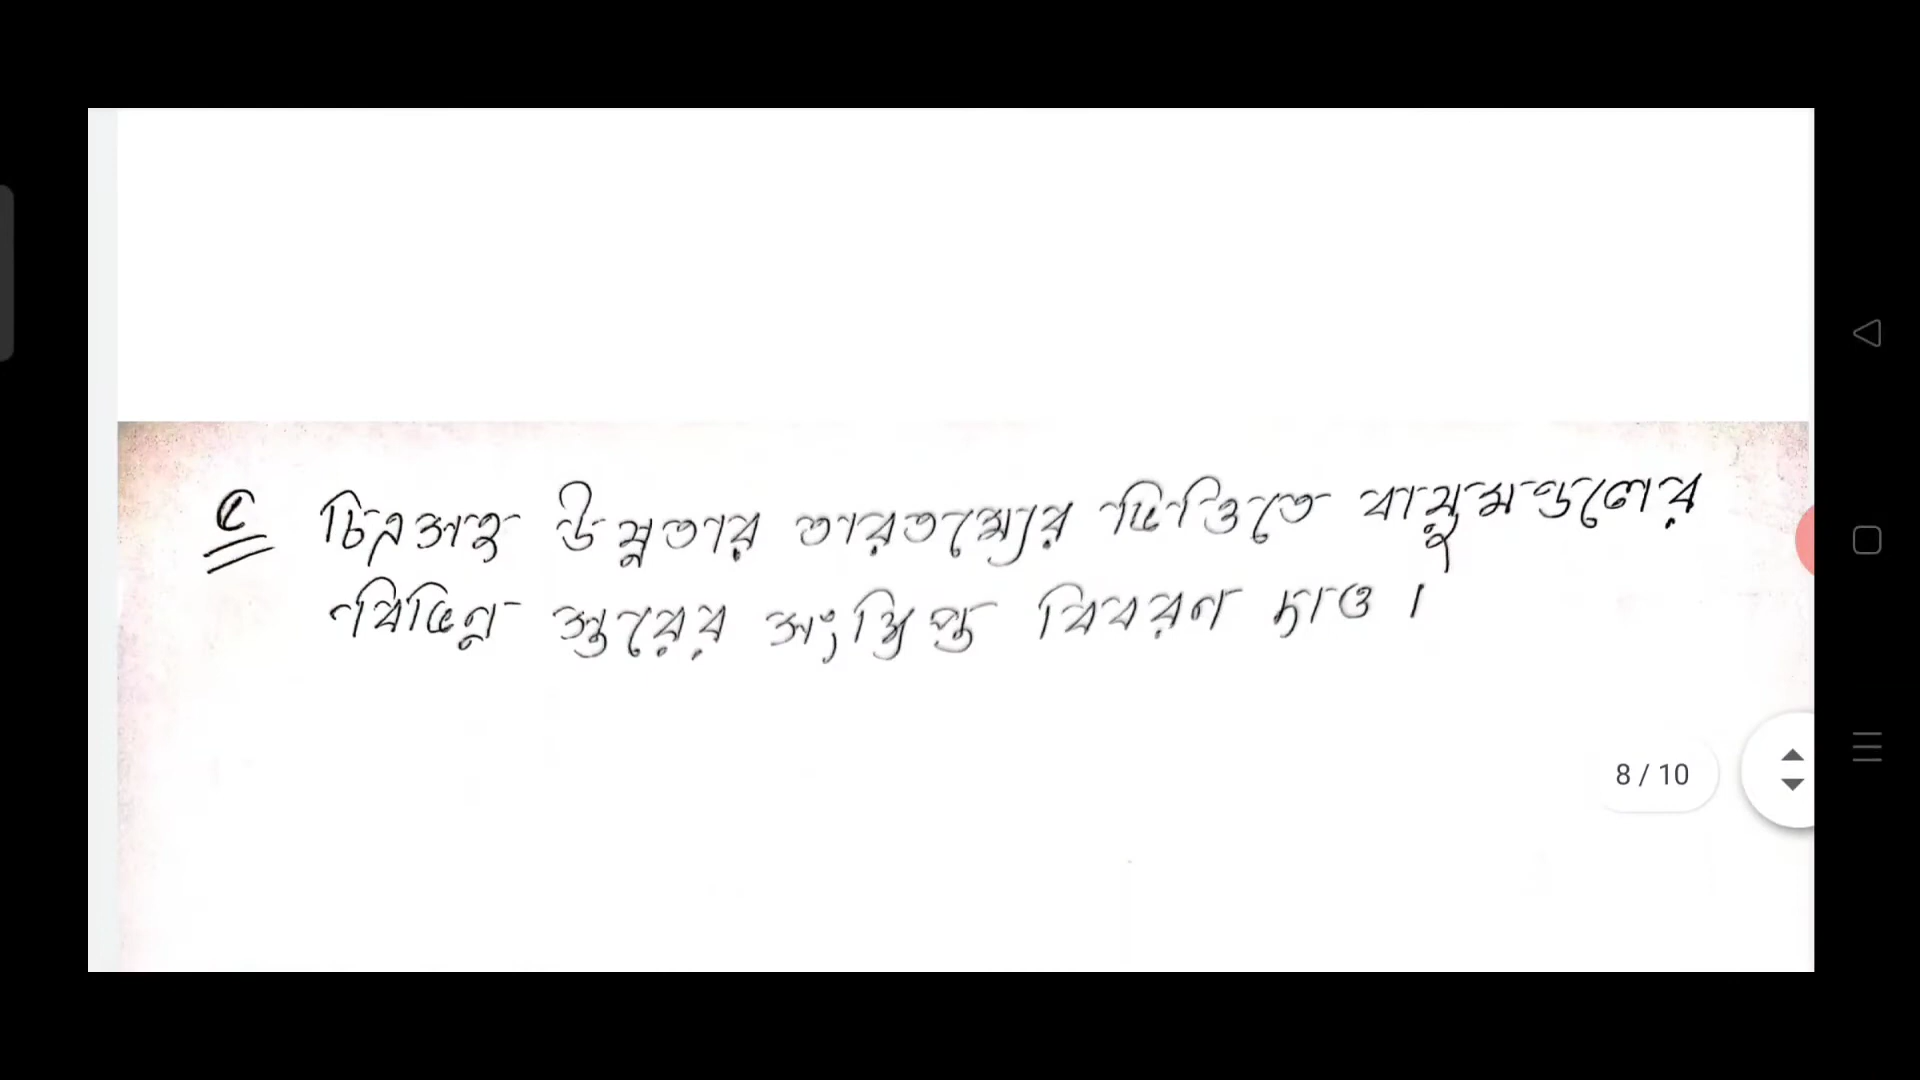 ৫ চিত্রসহ উষ্ণতার তারতম্যের ভিত্তিতে বায়ুমণ্ডলের
বিভিন্ন স্তরের সংক্ষিপ্ত বিবরণ দাও।
8 / 10